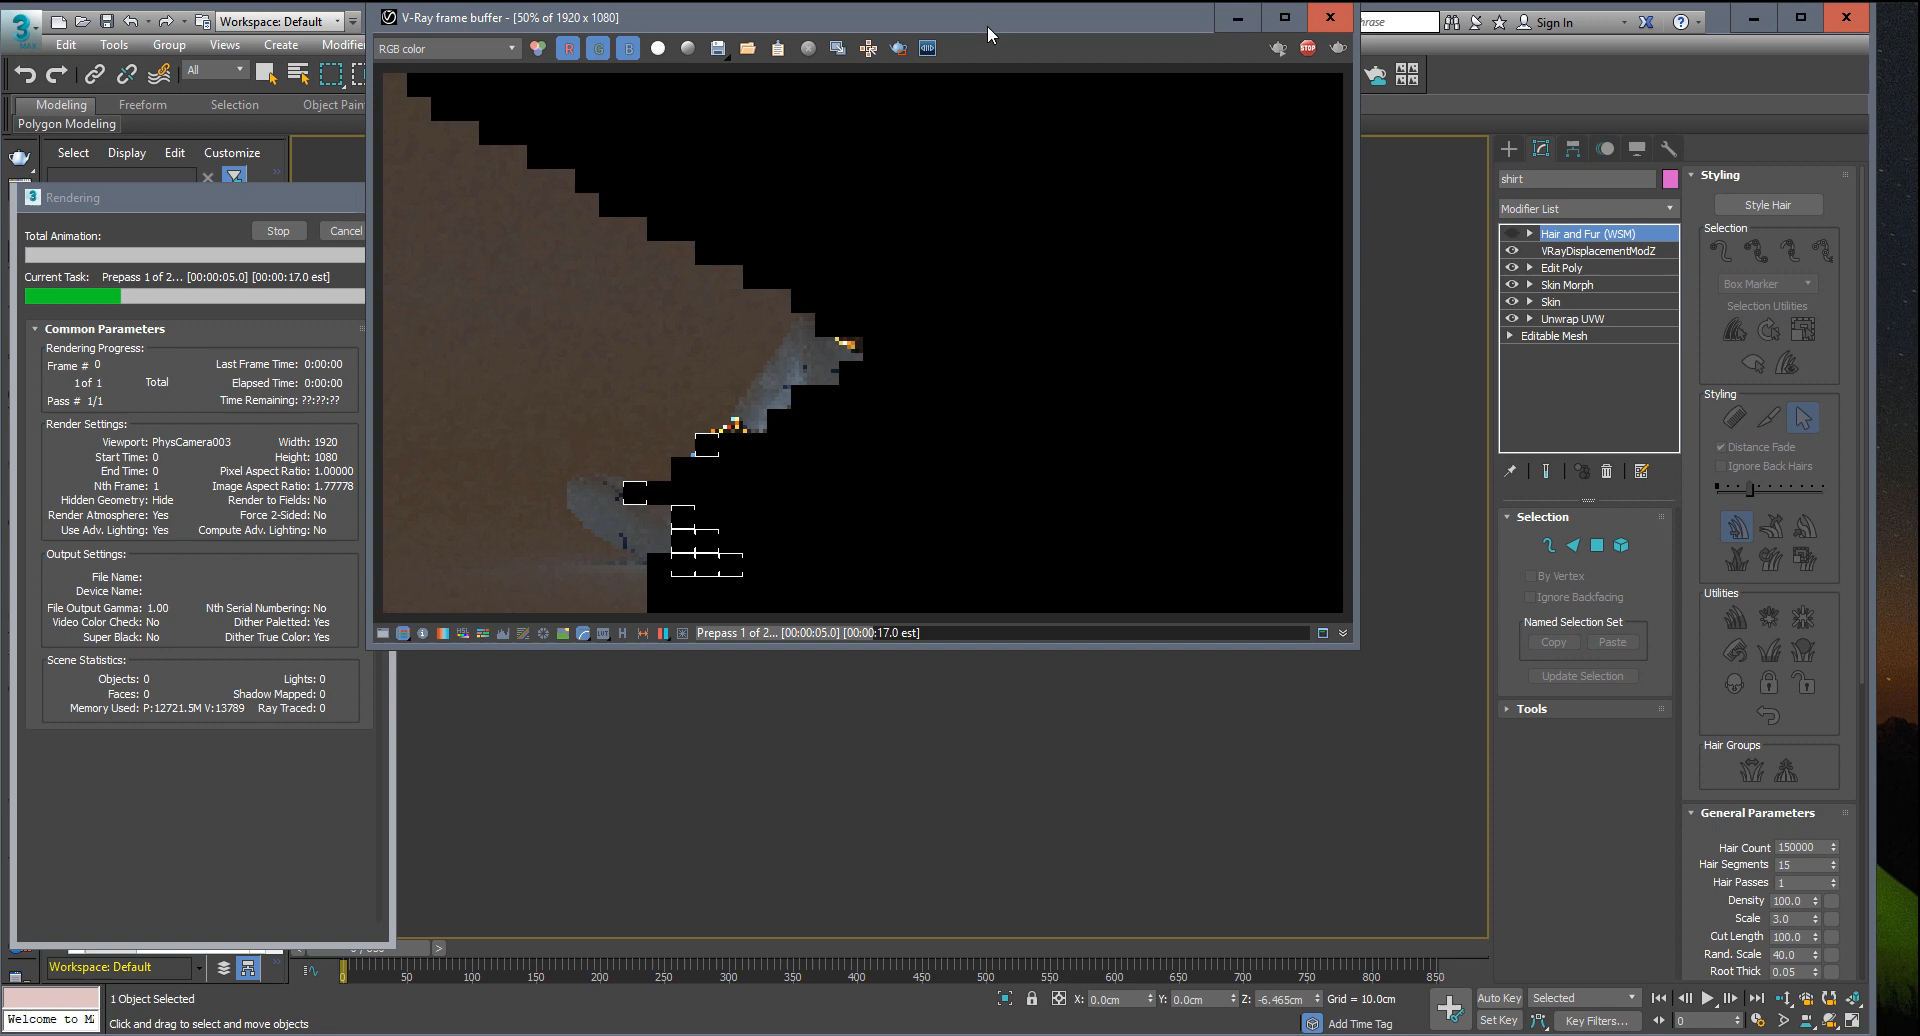 3
MAX
Workspace: Default
V-Ray frame buffer - [50% of 1920 x 1080]
phrase
Sign In
Edit
Tools
Group
Views
Create
Modifier
RGB color
R
G
B
STOP
All
Modeling
Freeform
Selection
Object Pain
Polygon Modeling
Select
Display
Edit
Customize
3
Rendering
Total Animation:
Stop
Cancel
Current Task: Prepass 1 of 2... [00:00:05.0] [00:00:17.0 est]
Common Parameters
Rendering Progress:
Frame # 0
Last Frame Time: 0:00:00
1 of 1
Total
Elapsed Time: 0:00:00
Pass # 1/1
Time Remaining: ??:??:??
Render Settings:
Viewport: PhysCamera003
Width: 1920
Start Time: 0
Height: 1080
End Time: 0
Pixel Aspect Ratio: 1.00000
Nth Frame: 1
Image Aspect Ratio: 1.77778
Hidden Geometry: Hide
Render to Fields: No
Render Atmosphere: Yes
Force 2-Sided: No
Use Adv. Lighting: Yes
Compute Adv. Lighting: No
Output Settings:
File Name:
Device Name:
File Output Gamma: 1.00
Nth Serial Numbering: No
Video Color Check: No
Dither Paletted: Yes
Super Black: No
Dither True Color: Yes
Scene Statistics:
Objects: 0
Lights: 0
Faces: 0
Shadow Mapped: 0
Memory Used: P:12721.5M V:13789
Ray Traced: 0
Prepass 1 of 2... [00:00:05.0] [00:00:17.0 est]
shirt
Modifier List
Hair and Fur (WSM)
VRayDisplacementModZ
Edit Poly
Skin Morph
Skin
Unwrap UVW
Editable Mesh
Selection
By Vertex
Ignore Backfacing
Named Selection Set
Copy
Paste
Update Selection
Tools
Styling
Style Hair
Selection
Box Marker
Selection Utilities
Styling
Distance Fade
Ignore Back Hairs
Utilities
Hair Groups
General Parameters
Hair Count 150000
Hair Segments 15
Hair Passes 1
Density 100.0
Scale 3.0
Cut Length 100.0
Rand. Scale 40.0
Root Thick 0.05
Workspace: Default
50 100 150 200 250 300 350 400 450 500 550 600 650 700 750 800 850
1 Object Selected
X: 0.0cm
Y: 0.0cm
Z: -6.465cm
Grid = 10.0cm
Auto Key
Selected
Welcome to MA
Click and drag to select and move objects
Add Time Tag
Set Key
Key Filters...
0